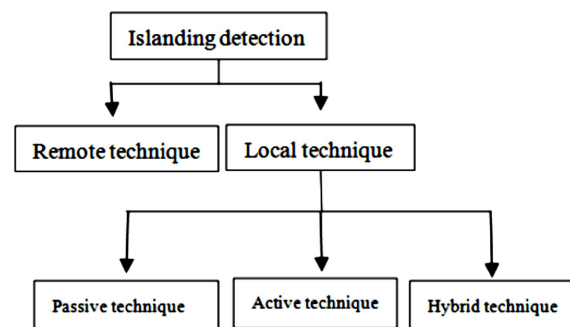 Islanding detection
Remote technique
Local technique
Passive technique
Active technique
Hybrid technique